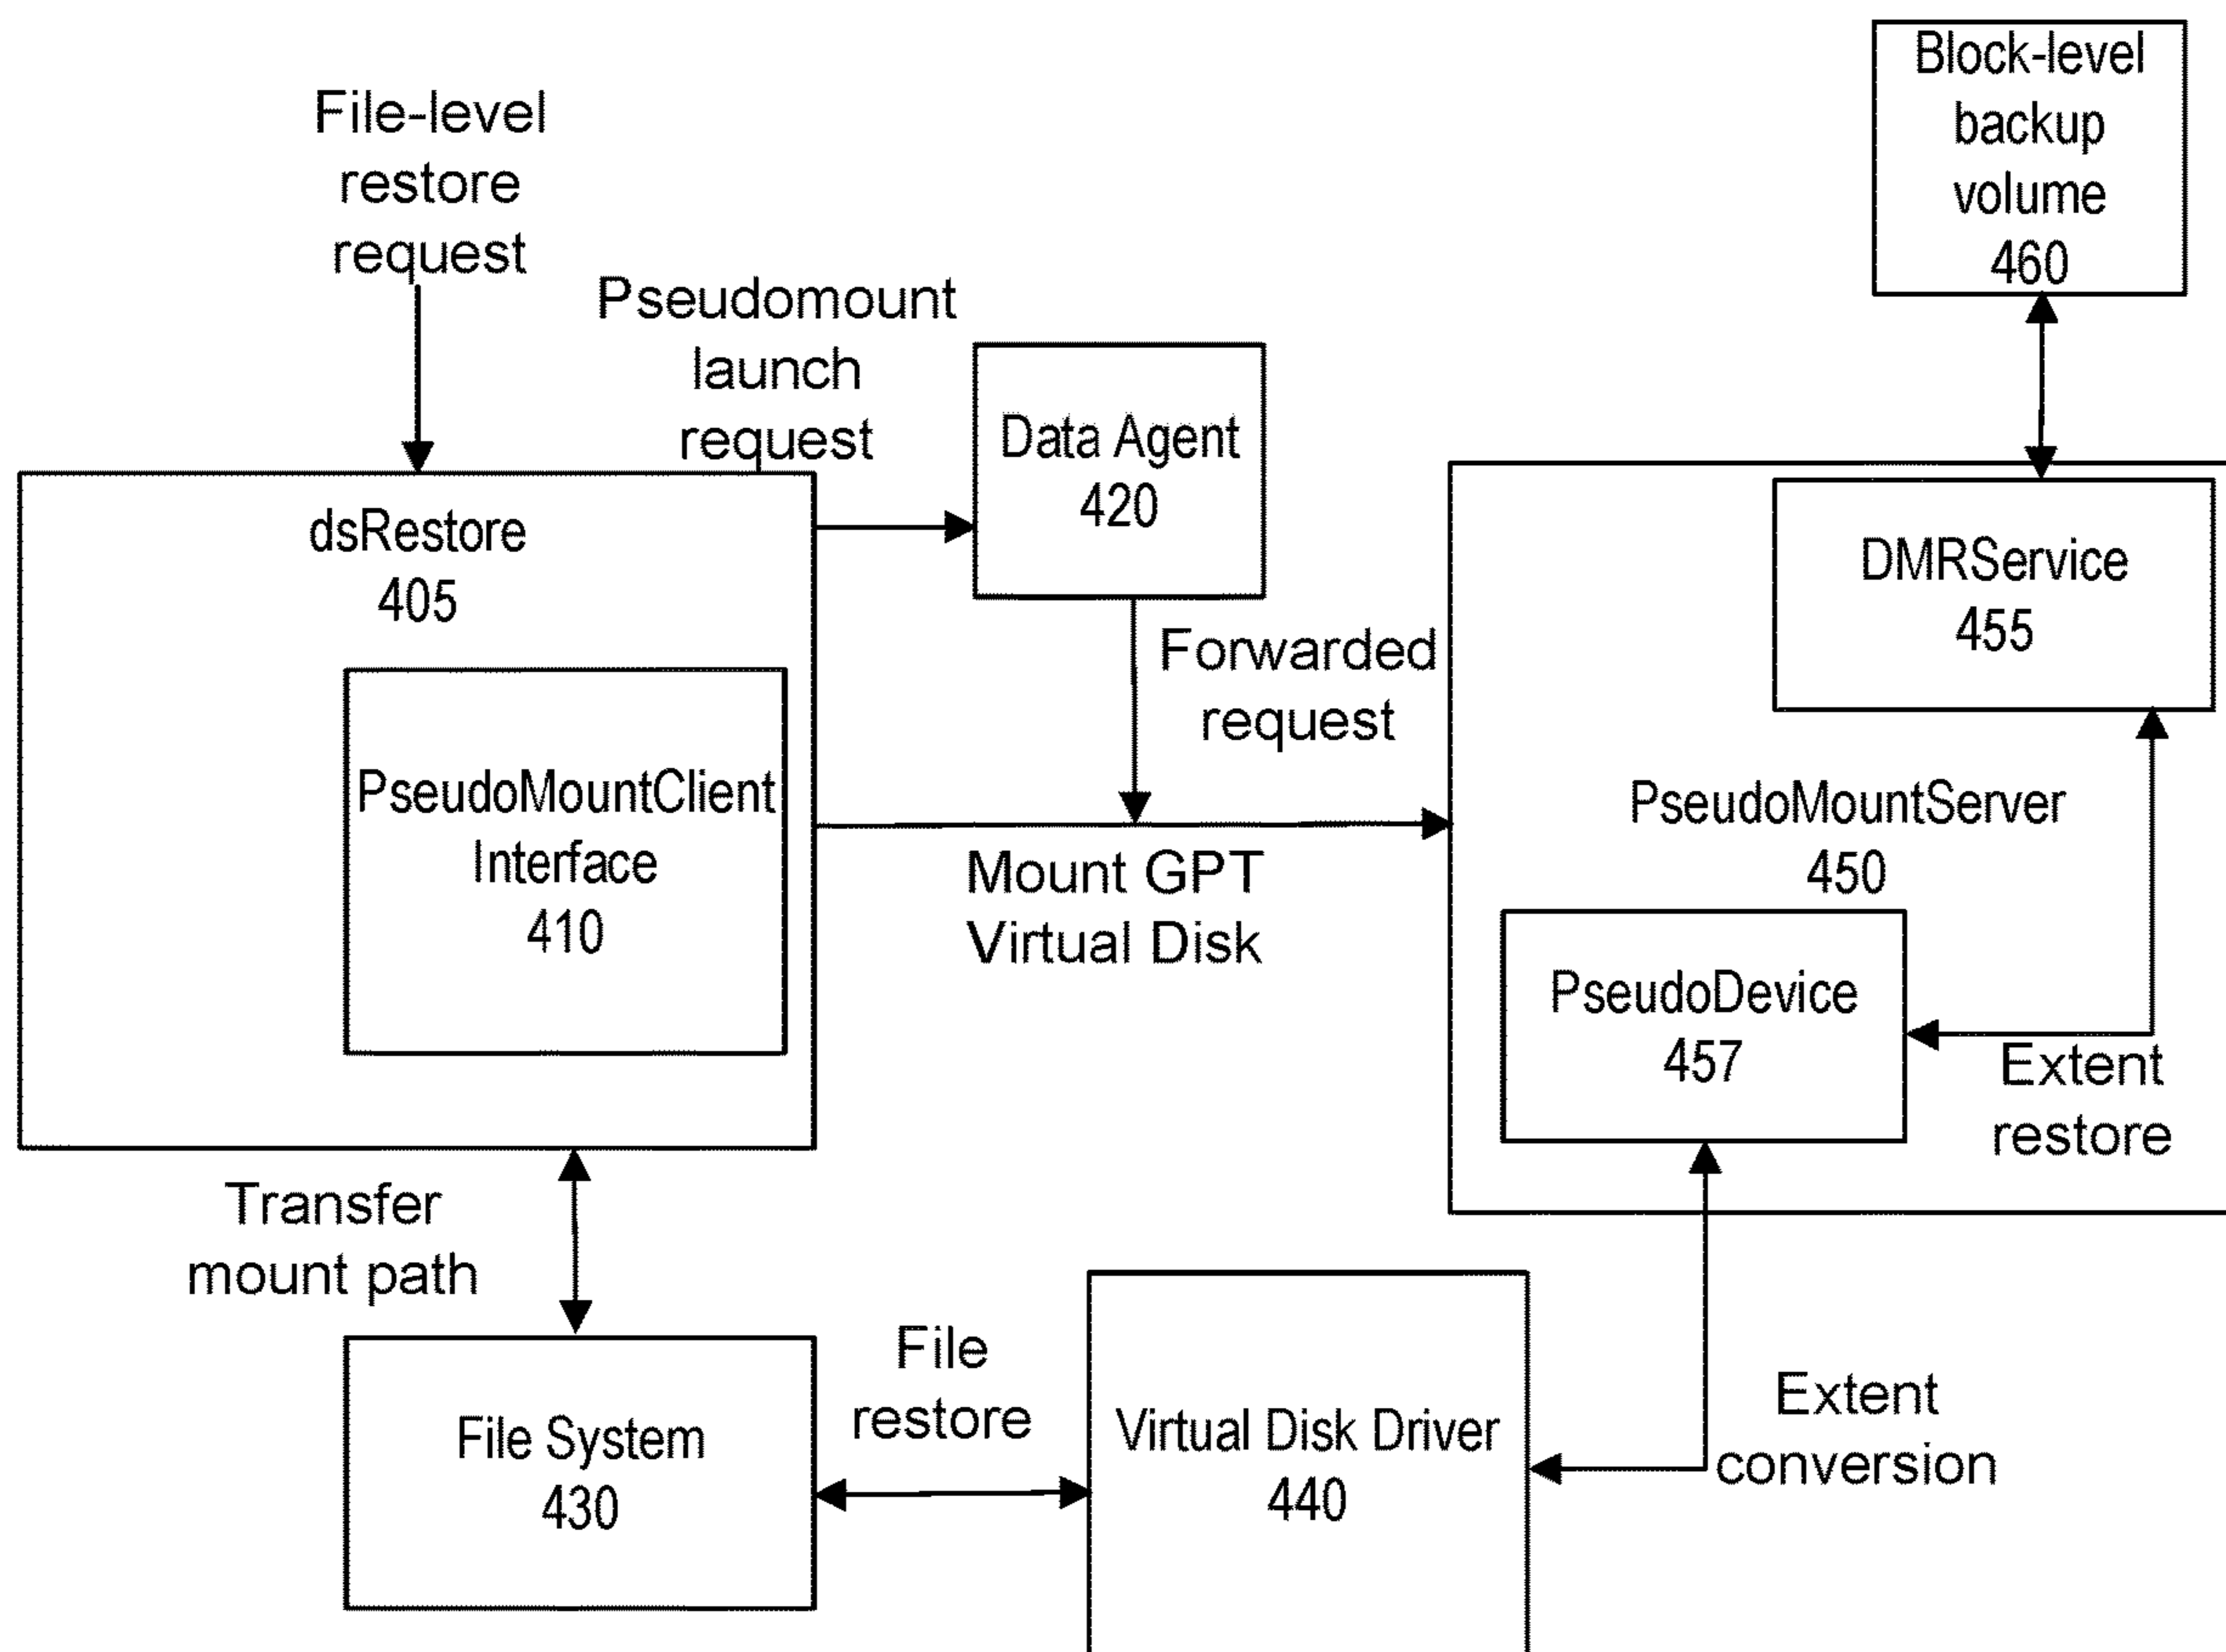 File-level
restore
request
Pseudomount
launch
request
Block-level
backup
volume
460
Data Agent
420
dsRestore
405
DMRService
455
Forwarded
request
PseudoMountClient
Interface
410
PseudoMountServer
450
Mount GPT
Virtual Disk
PseudoDevice
457
Extent
restore
Transfer
mount path
File System
430
File
restore
Virtual Disk Driver
440
Extent
conversion